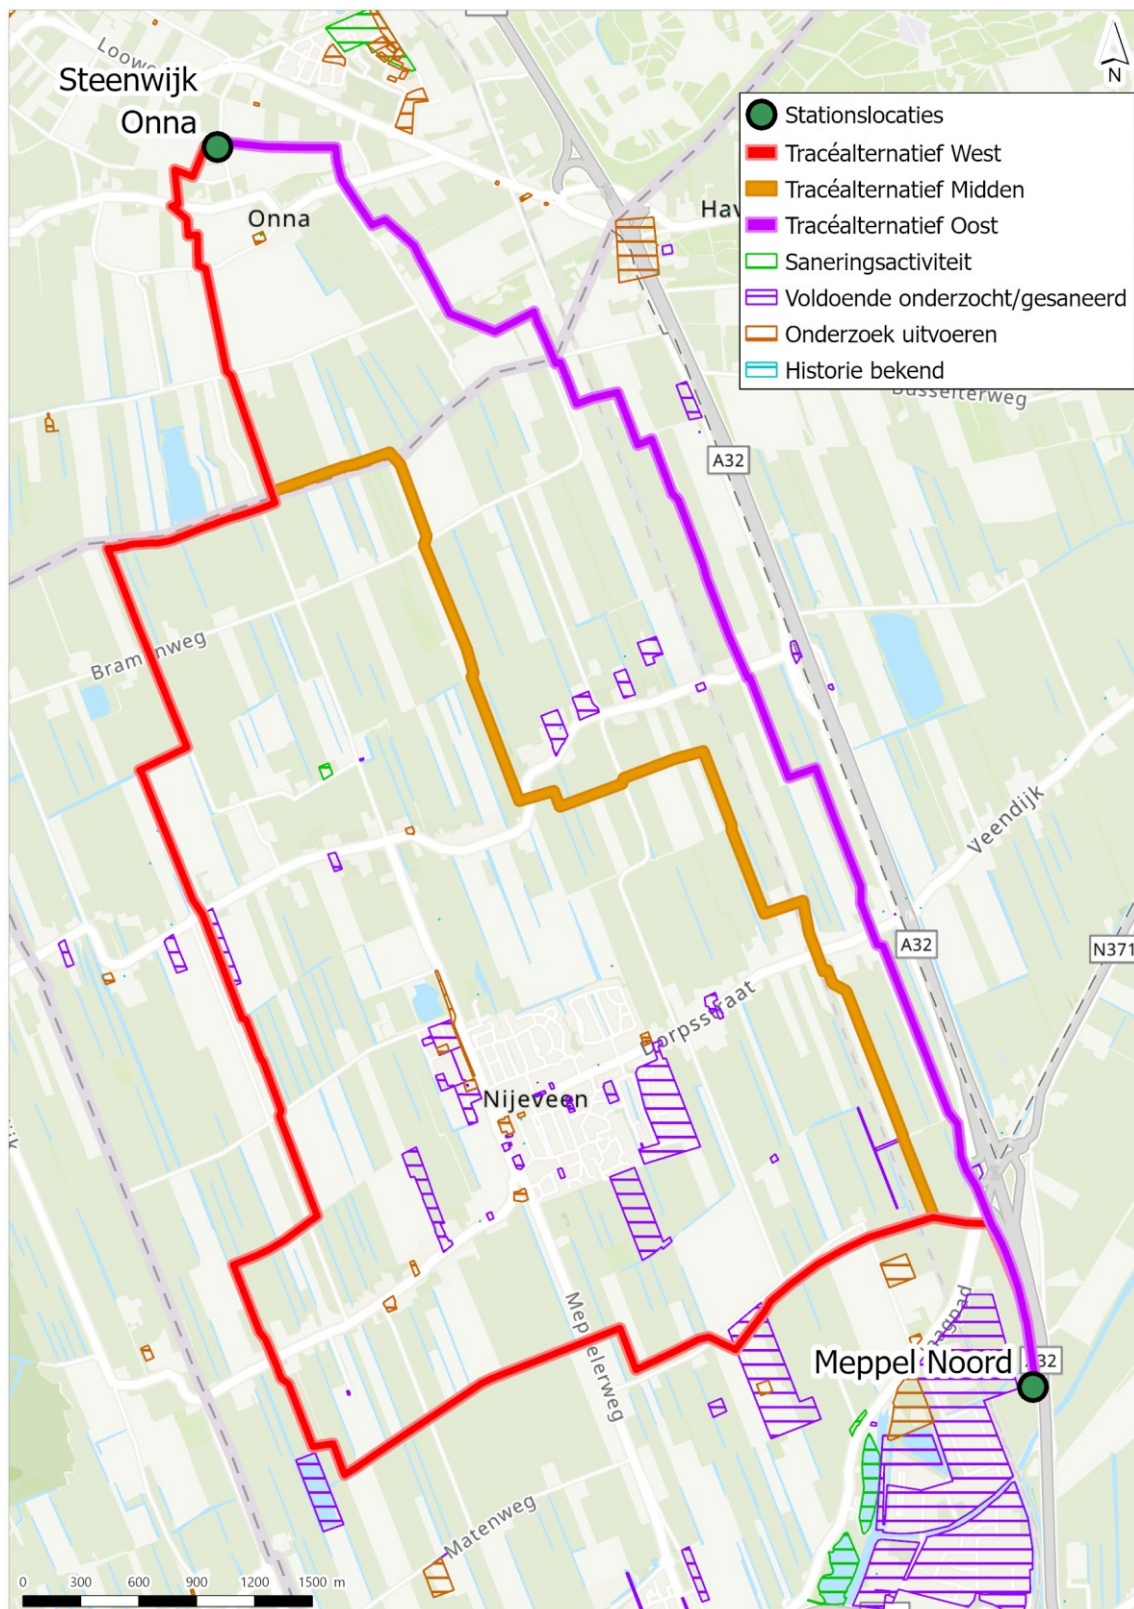 Steenwijk
Onna
N
Stationslocaties
Tracéalternatief West
Tracéalternatief Midden
Tracéalternatief Oost
Saneringsactiviteit
Voldoende onderzocht/gesaneerd
Onderzoek uitvoeren
Historie bekend
Onna
A32
Veendijk
A32
N371
Nijeveen
Meppelerweg
Meppel Noord
Matenweg
0 300 600 900 1200 1500 m